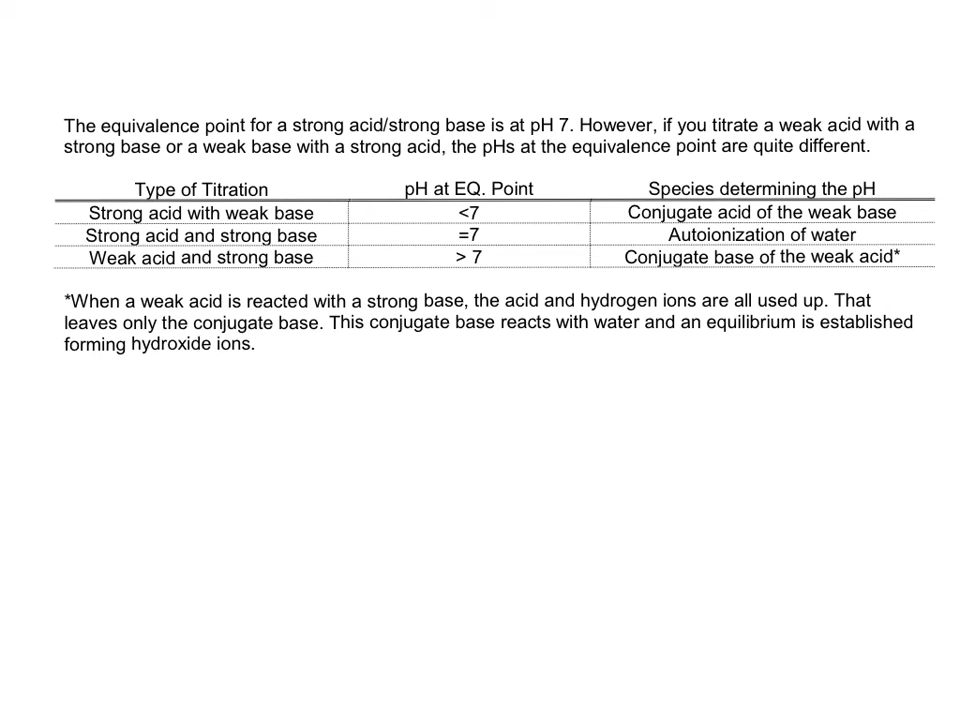 The equivalence point for a strong acid/strong base is at pH 7. However, if you titrate a weak acid with a
strong base or a weak base with a strong acid, the pHs at the equivalence point are quite different.
Type of Titration pH at EQ. Point Species determining the pH
Strong acid with weak base <7 Conjugate acid of the weak base
Strong acid and strong base =7 Autoionization of water
Weak acid and strong base > 7 Conjugate base of the weak acid*
*When a weak acid is reacted with a strong base, the acid and hydrogen ions are all used up. That
leaves only the conjugate base. This conjugate base reacts with water and an equilibrium is established
forming hydroxide ions.